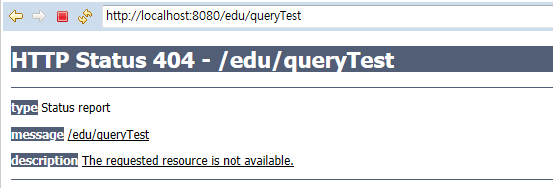 http://localhost:8080/edu/queryTest
HTTP Status 404 - /edu/queryTest
type Status report
message /edu/queryTest
description The requested resource is not available.